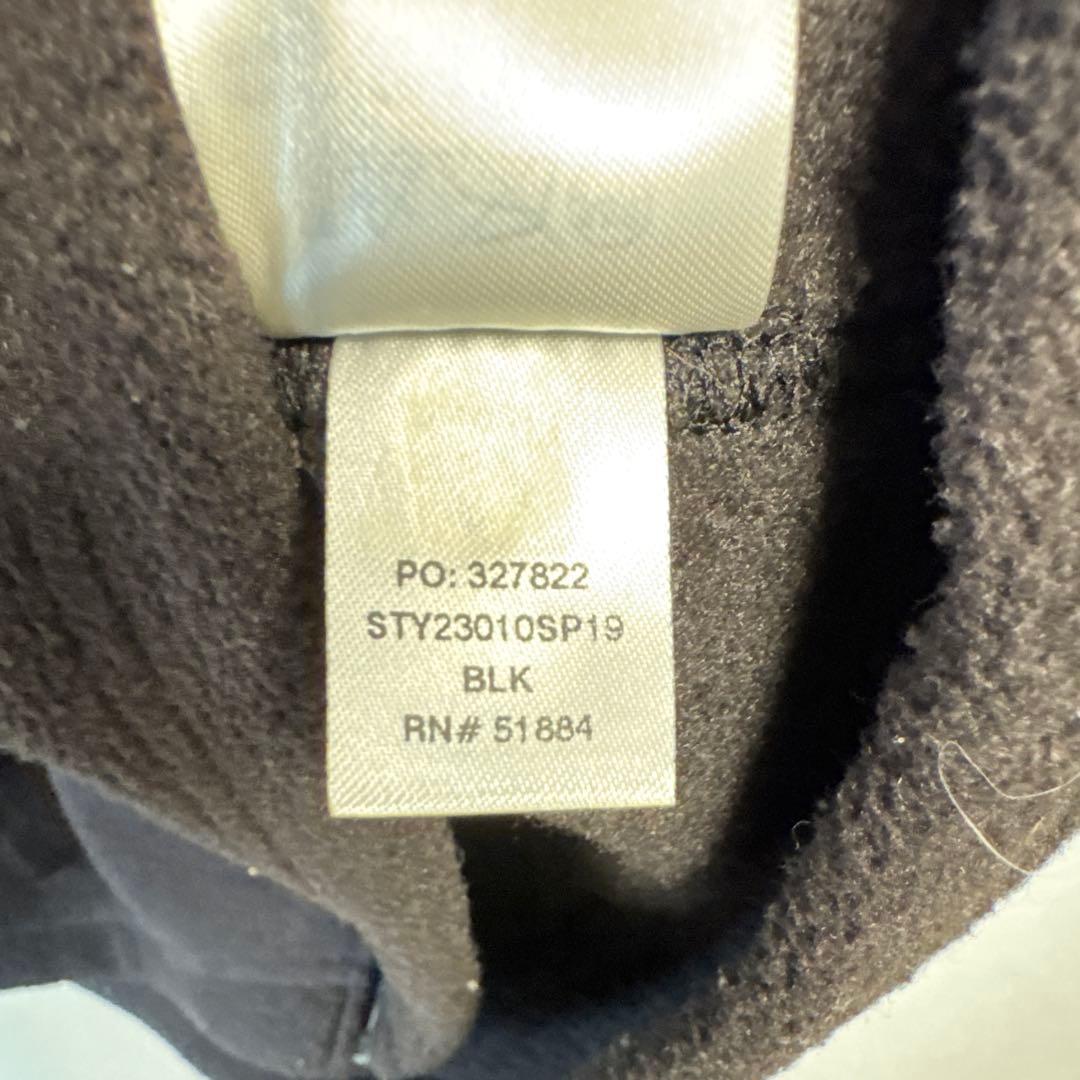 PO: 327822
STY23010SP19
BLK
RN# 51884